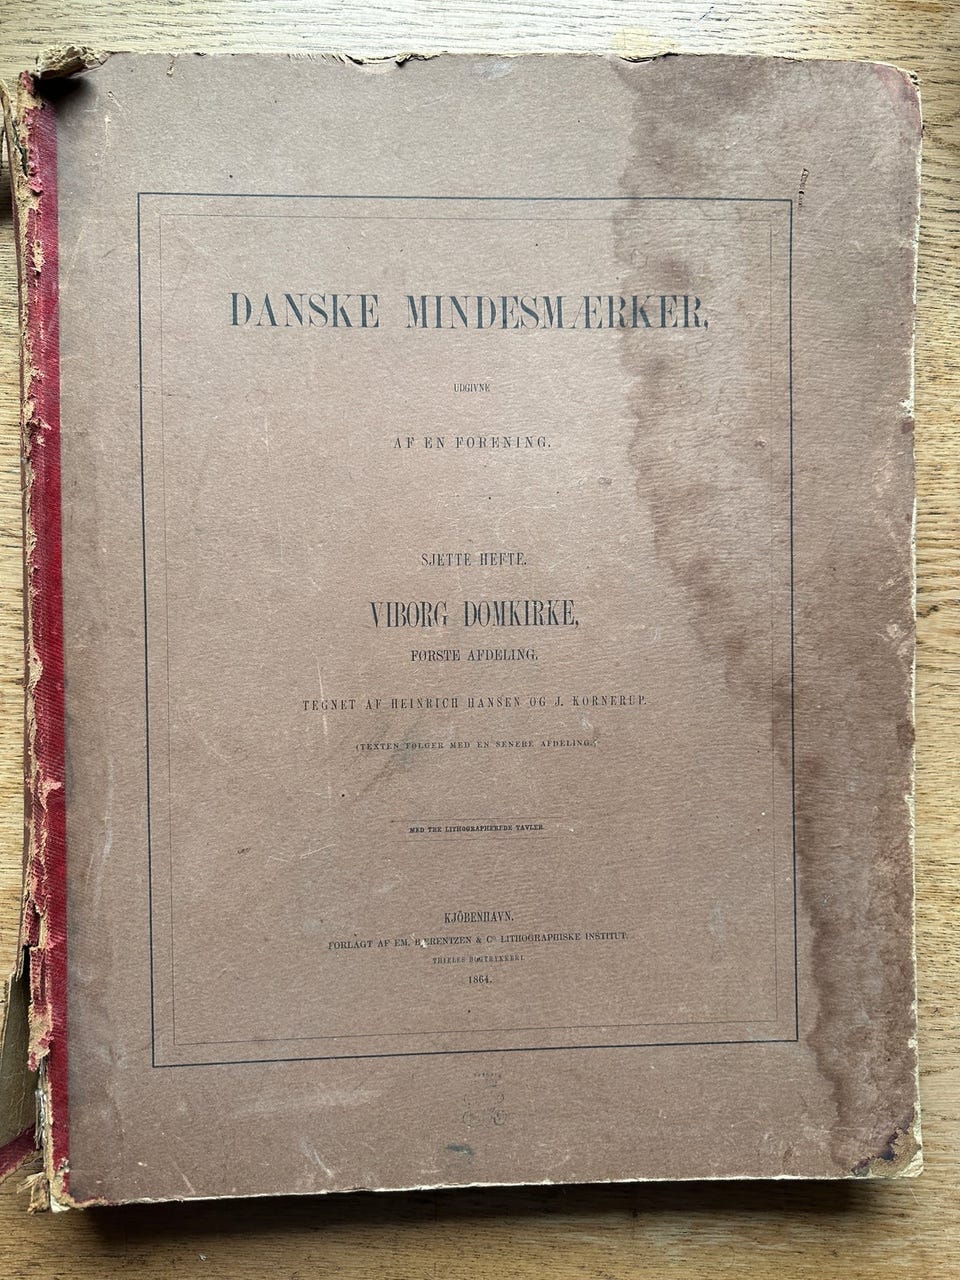 DANSKE MINDESMÆRKER,
UDGIVNE
AF EN FORENING.
SJETTE HEFTE.
VIBORG DOMKIRKE,
FØRSTE AFDELING.
TEGNET AF HEINRICH HANSEN OG J. KORNERUP.
(TEXTEN FØLGER MED EN SENERE AFDELING.)
MED TRE LITHOGRAPHEREDE TAVLER.
KJÖBENHAVN.
FORLAGT AF EM. BÆRENTZEN & Cº LITHOGRAPHISKE INSTITUT.
THIELES BOGTRYKKERI.
1864.